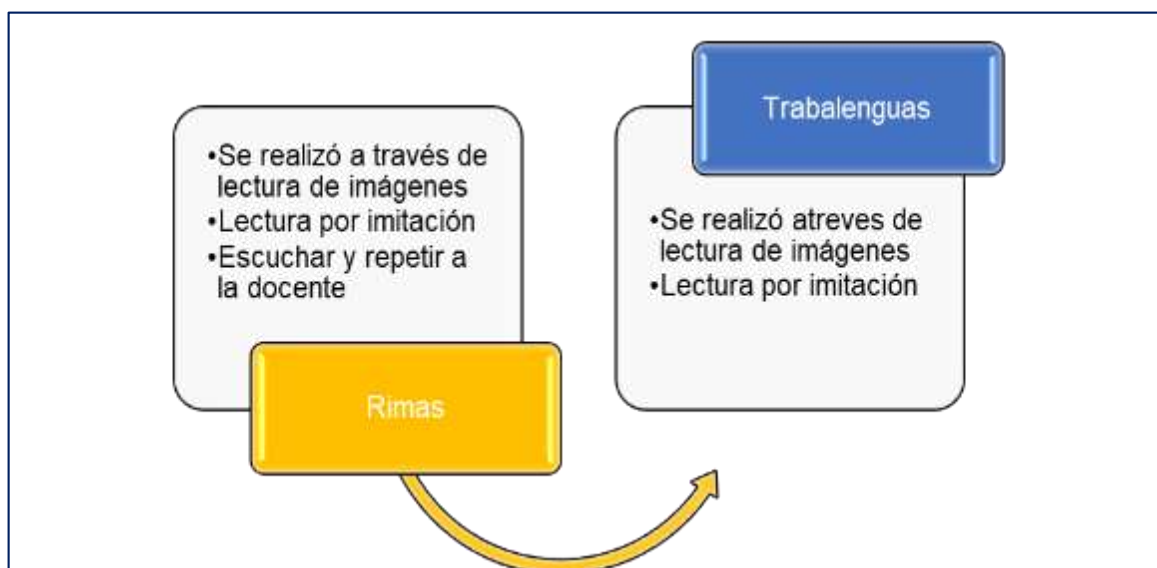 •Se realizó a través de
lectura de imágenes
•Lectura por imitación
•Escuchar y repetir a
la docente
Rimas
Trabalenguas
•Se realizó atreves de
lectura de imágenes
•Lectura por imitación